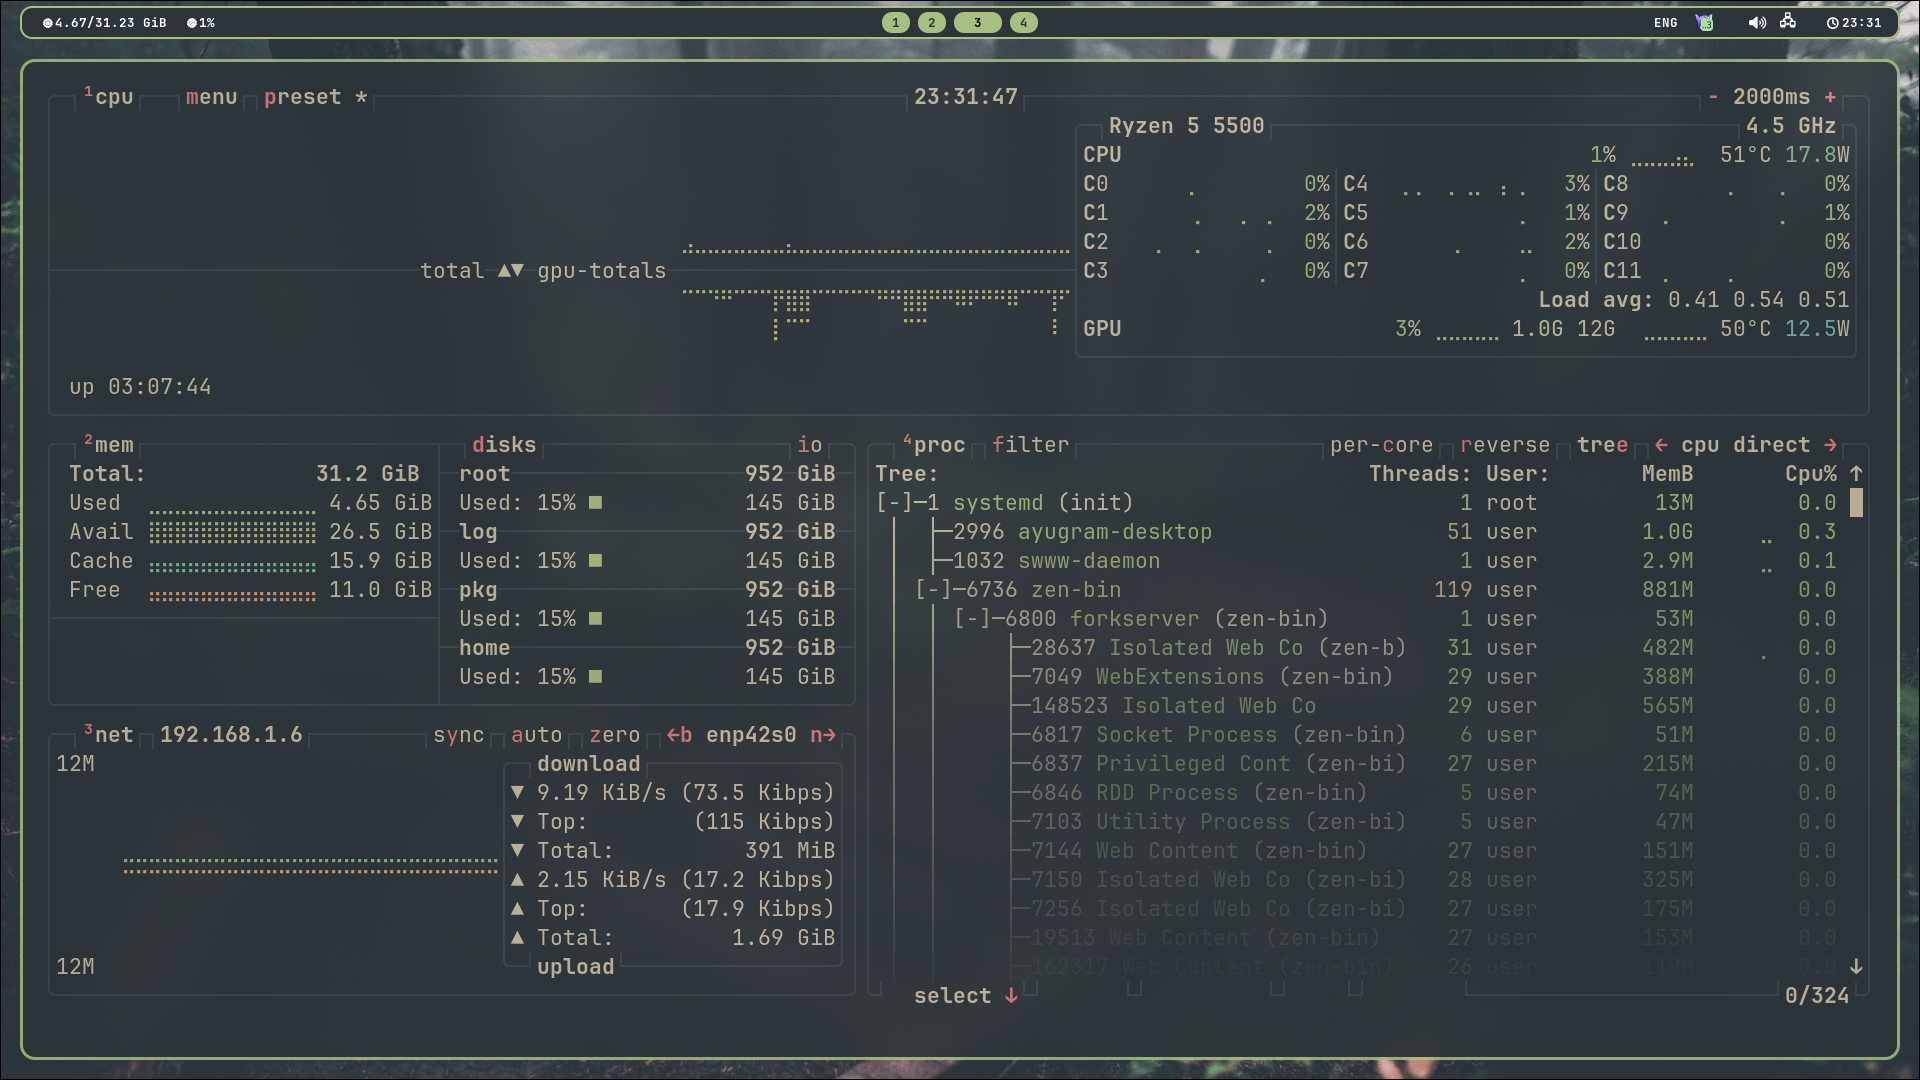 4.67/31.23 GiB 1% 1 2 3 4 ENG ..3 23:31
1cpu menu preset * 23:31:47 - 2000ms +
Ryzen 5 5500 4.5 GHz
CPU 1% 51°C 17.8W
C0 0% C4 3% C8 0%
C1 2% C5 1% C9 1%
C2 0% C6 2% C10 0%
total ▲▼ gpu-totals
C3 0% C7 0% C11 0%
Load avg: 0.41 0.54 0.51
GPU 3% 1.0G 12G 50°C 12.5W
up 03:07:44
2mem
Total: 31.2 GiB
Used 4.65 GiB
Avail 26.5 GiB
Cache 15.9 GiB
Free 11.0 GiB
disks io
root 952 GiB
Used: 15% ■ 145 GiB
log 952 GiB
Used: 15% ■ 145 GiB
pkg 952 GiB
Used: 15% ■ 145 GiB
home 952 GiB
Used: 15% ■ 145 GiB
3net 192.168.1.6 sync auto zero ←b enp42s0 n→
12M
download
▼ 9.19 KiB/s (73.5 Kibps)
▼ Top: (115 Kibps)
▼ Total: 391 MiB
▲ 2.15 KiB/s (17.2 Kibps)
▲ Top: (17.9 Kibps)
▲ Total: 1.69 GiB
12M
upload
4proc filter per-core reverse tree ← cpu direct →
Tree: Threads: User: MemB Cpu% ↑
[-]─1 systemd (init) 1 root 13M 0.0
├─2996 ayugram-desktop 51 user 1.0G 0.3
├─1032 swww-daemon 1 user 2.9M 0.1
[-]─6736 zen-bin 119 user 881M 0.0
[-]─6800 forkserver (zen-bin) 1 user 53M 0.0
├─28637 Isolated Web Co (zen-b) 31 user 482M 0.0
├─7049 WebExtensions (zen-bin) 29 user 388M 0.0
├─148523 Isolated Web Co 29 user 565M 0.0
├─6817 Socket Process (zen-bin) 6 user 51M 0.0
├─6837 Privileged Cont (zen-bi) 27 user 215M 0.0
├─6846 RDD Process (zen-bin) 5 user 74M 0.0
├─7103 Utility Process (zen-bi) 5 user 47M 0.0
├─7144 Web Content (zen-bin) 27 user 151M 0.0
├─7150 Isolated Web Co (zen-bi) 28 user 325M 0.0
├─7256 Isolated Web Co (zen-bi) 27 user 175M 0.0
├─19513 Web Content (zen-bin) 27 user 153M 0.0
├─162317 Web Content (zen-bin) 26 user 119M 0.0 ↓
select ↓ 0/324